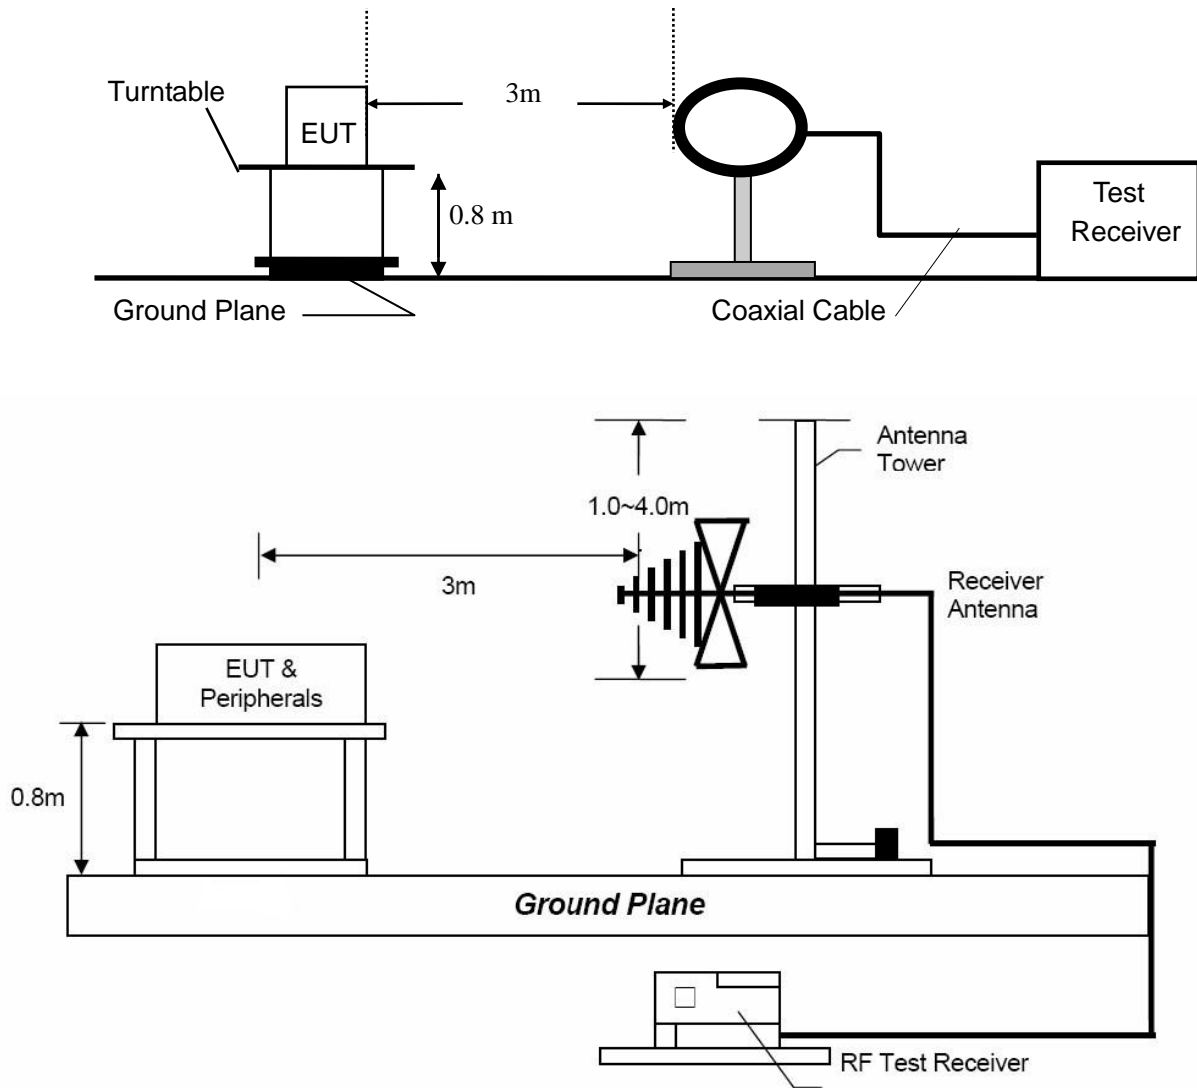 Turntable
3m
EUT
0.8 m
Test
Receiver
Ground Plane
Coaxial Cable
Antenna
Tower
1.0~4.0m
3m
Receiver
Antenna
EUT &
Peripherals
0.8m
Ground Plane
RF Test Receiver